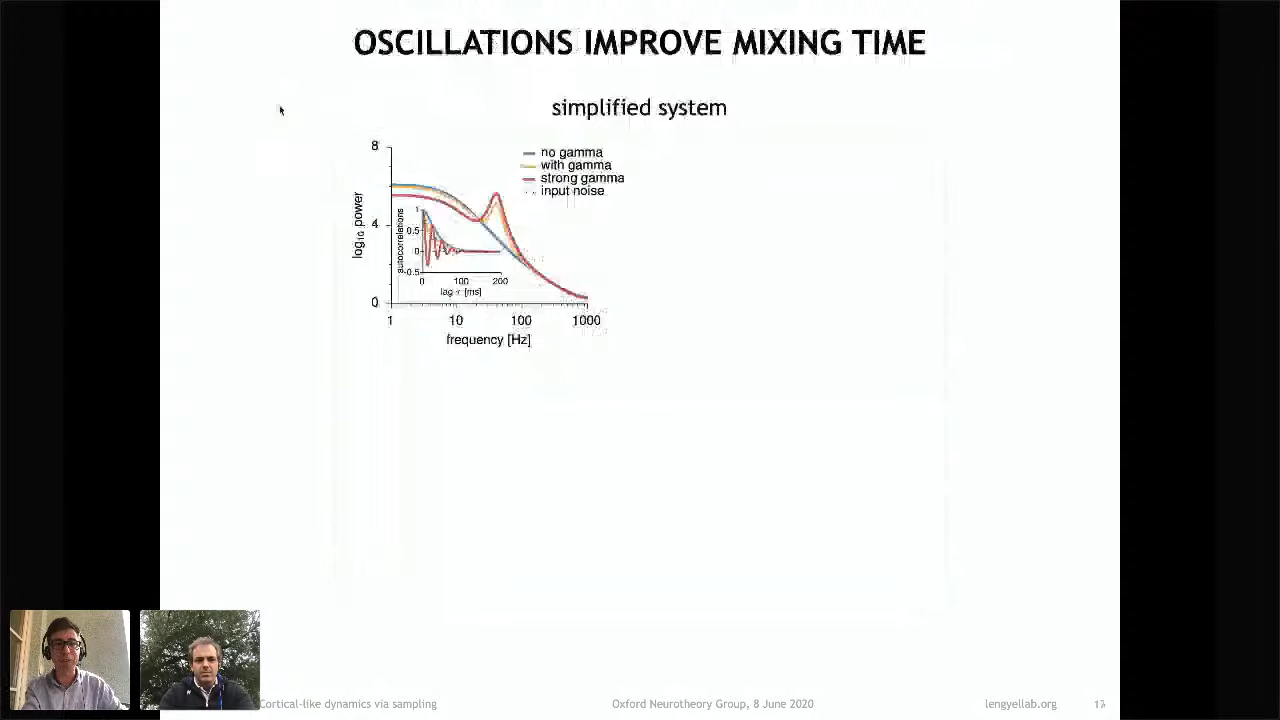 OSCILLATIONS IMPROVE MIXING TIME
simplified system
8
4
0
log₁₀ power
no gamma
with gamma
strong gamma
input noise
autocorrelations
1
0.5
0
-0.5
0 100 200
lag τ [ms]
1 10 100 1000
frequency [Hz]
Cortical-like dynamics via sampling
Oxford Neurotheory Group, 8 June 2020
lengyellab.org
17